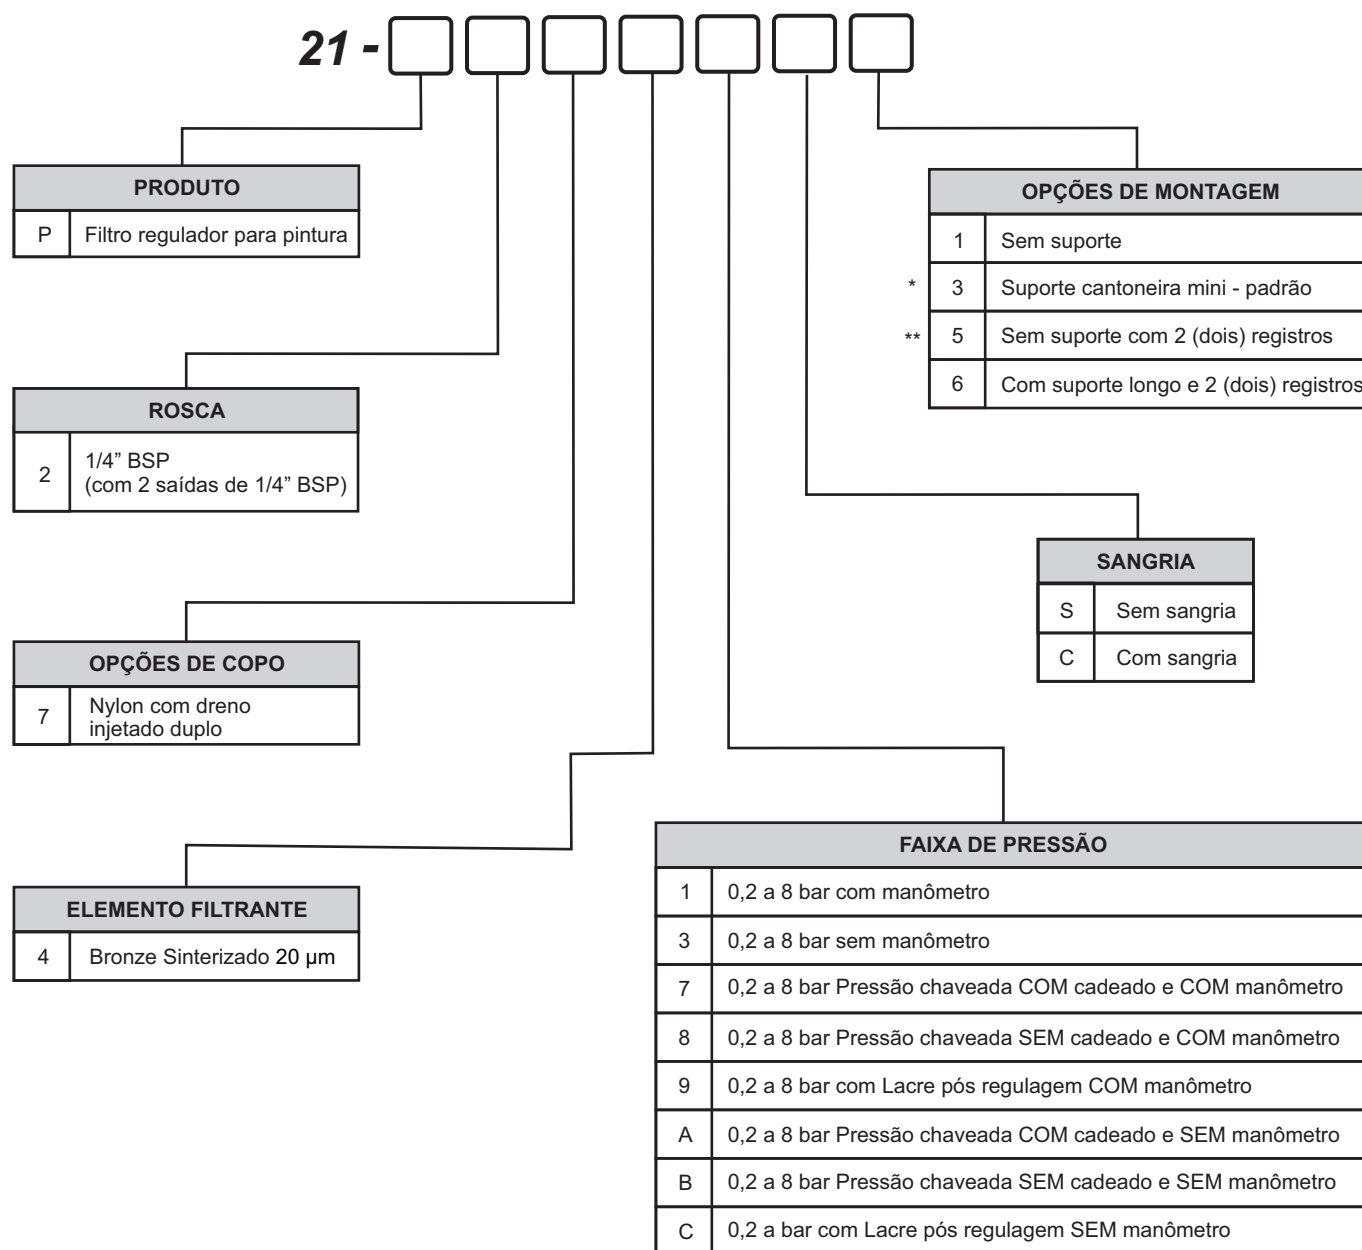 21 -
PRODUTO
P Filtro regulador para pintura
ROSCA
2 1/4” BSP
(com 2 saídas de 1/4” BSP)
OPÇÕES DE COPO
7 Nylon com dreno
injetado duplo
ELEMENTO FILTRANTE
4 Bronze Sinterizado 20 µm
OPÇÕES DE MONTAGEM
1 Sem suporte
* 3 Suporte cantoneira mini - padrão
** 5 Sem suporte com 2 (dois) registros
6 Com suporte longo e 2 (dois) registros
SANGRIA
S Sem sangria
C Com sangria
FAIXA DE PRESSÃO
1 0,2 a 8 bar com manômetro
3 0,2 a 8 bar sem manômetro
7 0,2 a 8 bar Pressão chaveada COM cadeado e COM manômetro
8 0,2 a 8 bar Pressão chaveada SEM cadeado e COM manômetro
9 0,2 a 8 bar com Lacre pós regulagem COM manômetro
A 0,2 a 8 bar Pressão chaveada COM cadeado e SEM manômetro
B 0,2 a 8 bar Pressão chaveada SEM cadeado e SEM manômetro
C 0,2 a bar com Lacre pós regulagem SEM manômetro